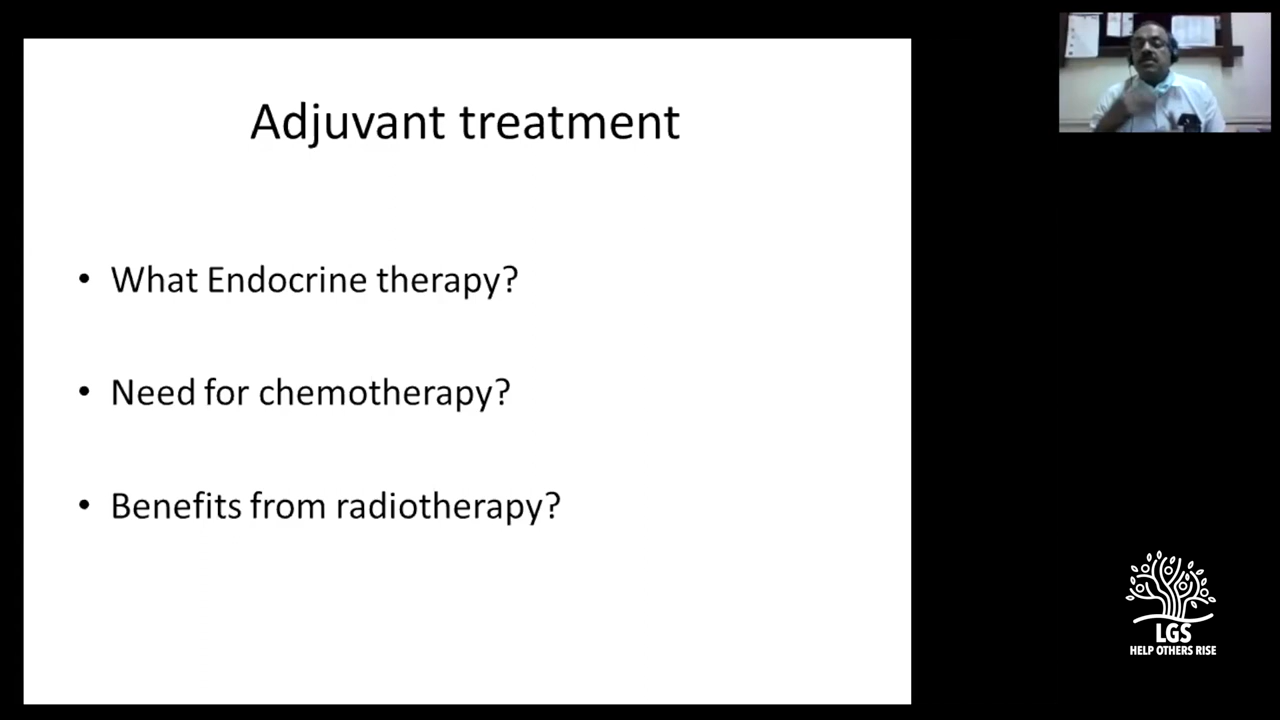 Adjuvant treatment
• What Endocrine therapy?
• Need for chemotherapy?
• Benefits from radiotherapy?
LGS
HELP OTHERS RISE